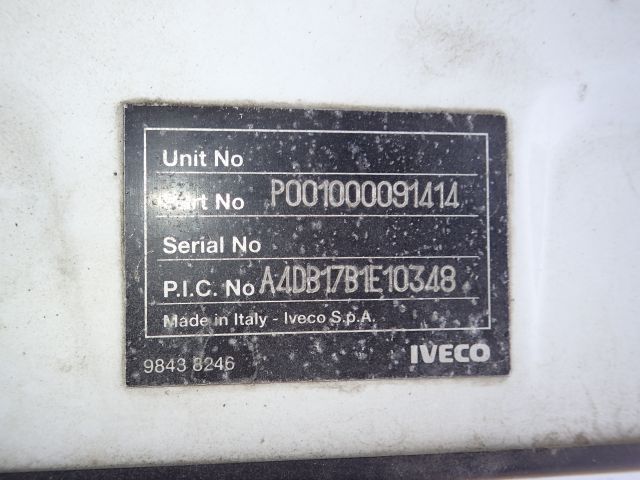 Unit No
Part No P001000091414
Serial No
P.I.C. No A4DB17B1E10348
Made in Italy - Iveco S.p.A.
9843 8246 IVECO